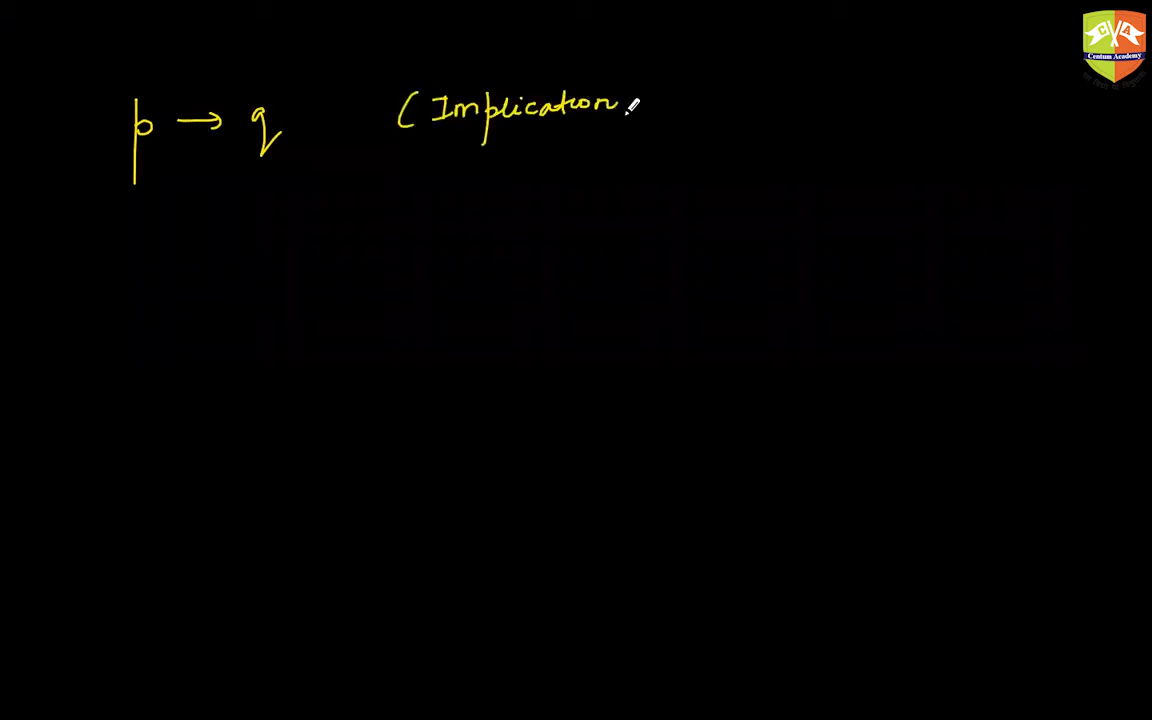 p → q (Implication
C A
Centum Academy